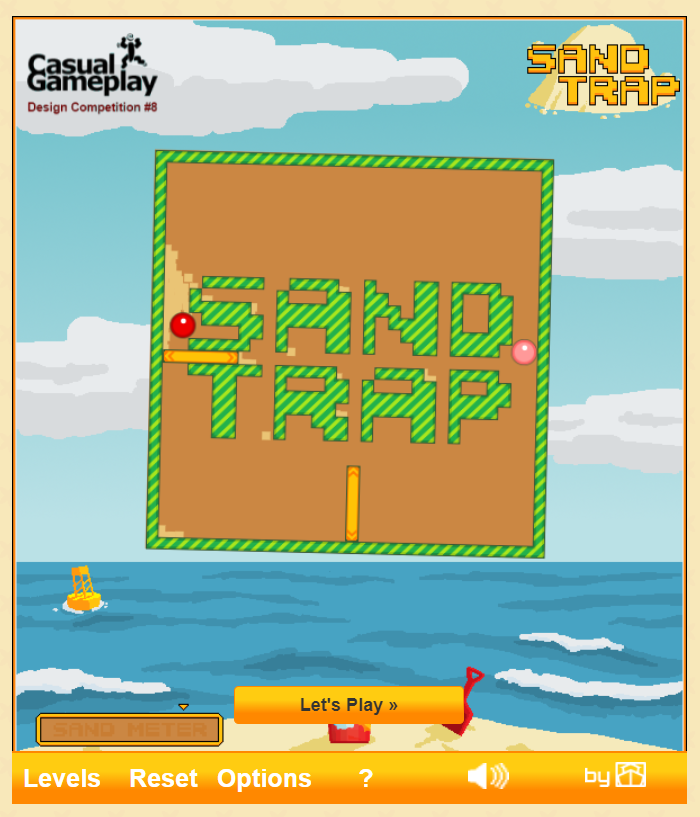 Casual
Gameplay
Design Competition #8
SAND
TRAP
SAND
TRAP
Let's Play »
SAND METER
Levels Reset Options ? by